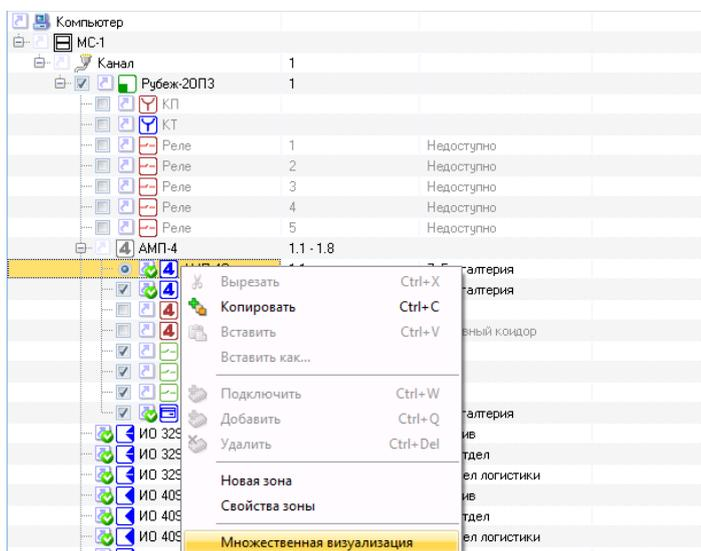 Компьютер
МС-1
Канал 1
Рубеж-2ОП3 1
КП
КТ
Реле 1 Недоступно
Реле 2 Недоступно
Реле 3 Недоступно
Реле 4 Недоступно
Реле 5 Недоступно
АМП-4 1.1 - 1.8
Вырезать Ctrl+X
Копировать Ctrl+C
Вставить Ctrl+V
Вставить как...
Подключить Ctrl+W
Добавить Ctrl+Q
Удалить Ctrl+Del
Новая зона
Свойства зоны
Множественная визуализация
галтерия
галтерия
вный коидор
галтерия
ИО 329 ив
ИО 329 тдел
ИО 329 ел логистики
ИО 409 ив
ИО 409 тдел
ИО 409 ел логистики